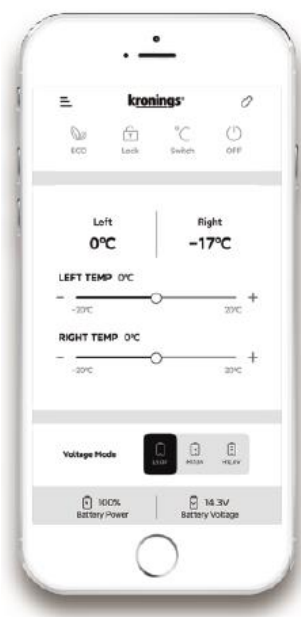 kronings
ECO Lock °C Switch OFF
Left Right
0°C -17°C
LEFT TEMP 0°C
- +
-20°C 20°C
RIGHT TEMP 0°C
- +
-20°C 20°C
Voltage Mode
100% 14.3V
Battery Power Battery Voltage